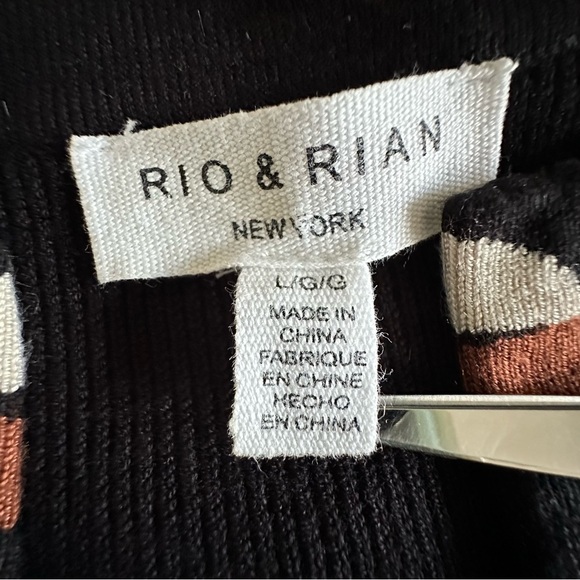 RIO & RIAN
NEW YORK
L/G/G
MADE IN
CHINA
FABRIQUE
EN CHINE
HECHO
EN CHINA